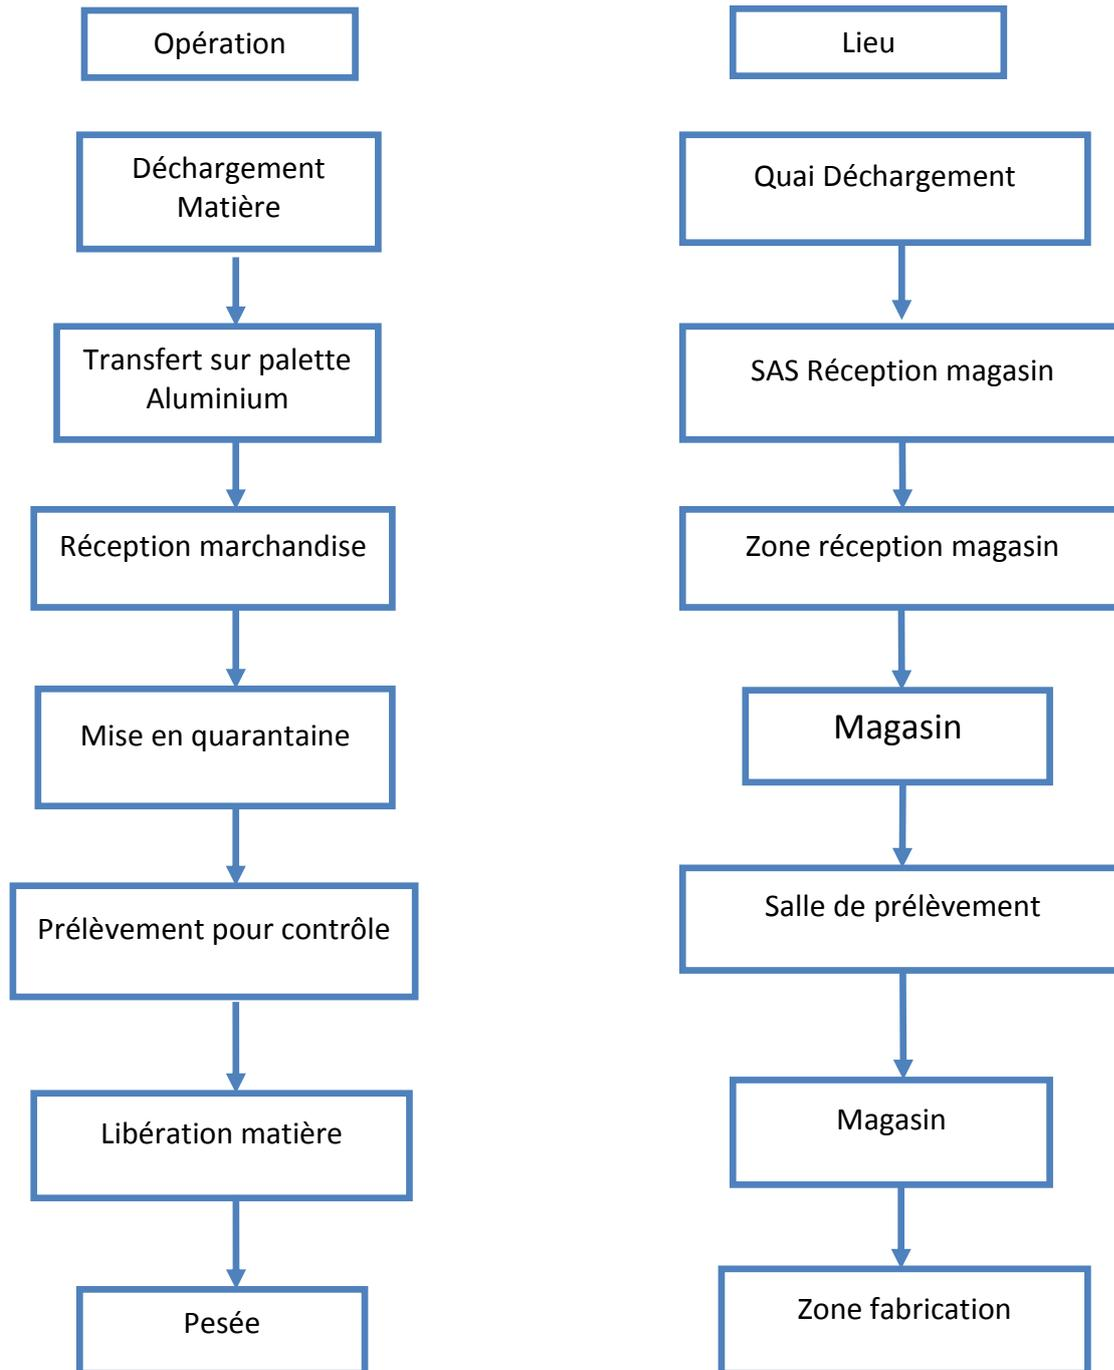 Opération
Lieu
Déchargement
Matière
Quai Déchargement
Transfert sur palette
Aluminium
SAS Réception magasin
Réception marchandise
Zone réception magasin
Mise en quarantaine
Magasin
Prélèvement pour contrôle
Salle de prélèvement
Libération matière
Magasin
Pesée
Zone fabrication